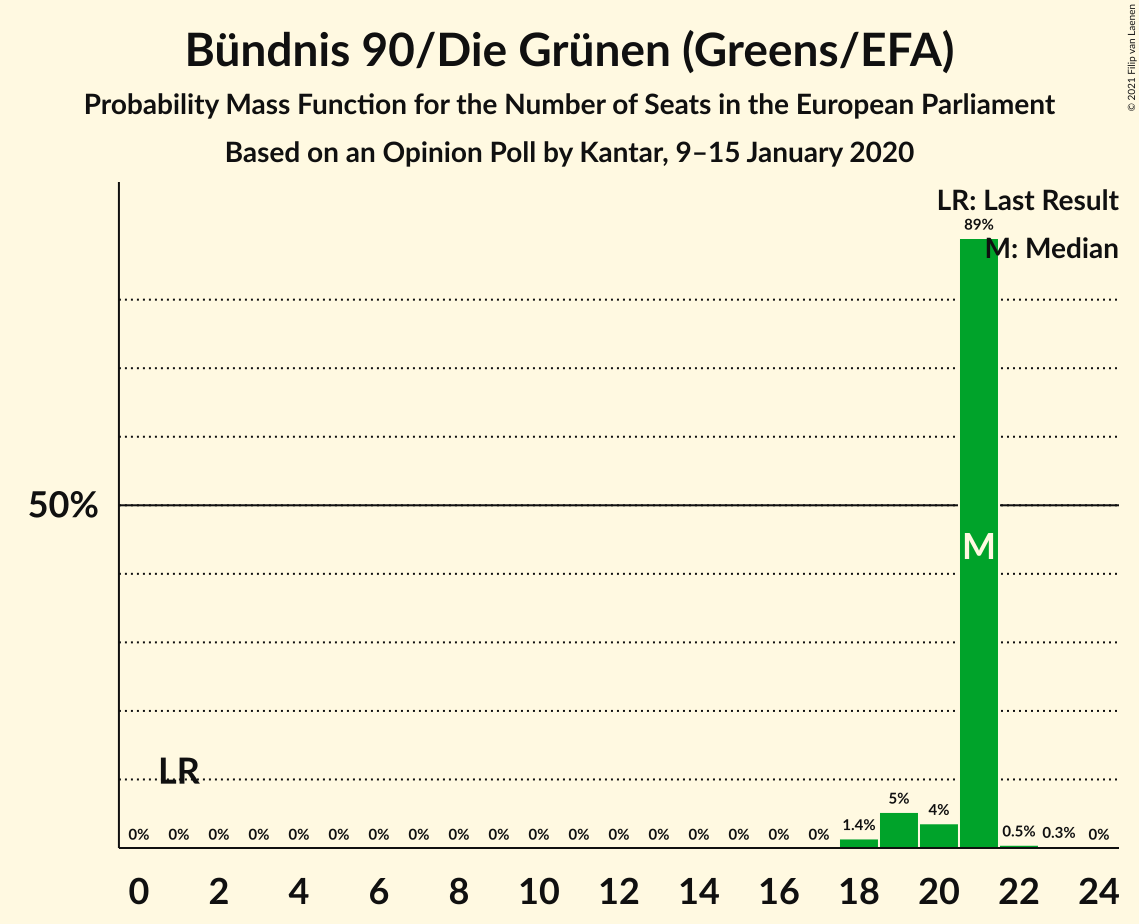 Bündnis 90/Die Grünen (Greens/EFA)
Probability Mass Function for the Number of Seats in the European Parliament
Based on an Opinion Poll by Kantar, 9–15 January 2020
© 2021 Filip van Laenen
LR: Last Result
M: Median
89%
50%
M
LR
0% 0% 0% 0% 0% 0% 0% 0% 0% 0% 0% 0% 0% 0% 0% 0% 0% 0% 1.4% 5% 4% 0.5% 0.3% 0%
0 2 4 6 8 10 12 14 16 18 20 22 24